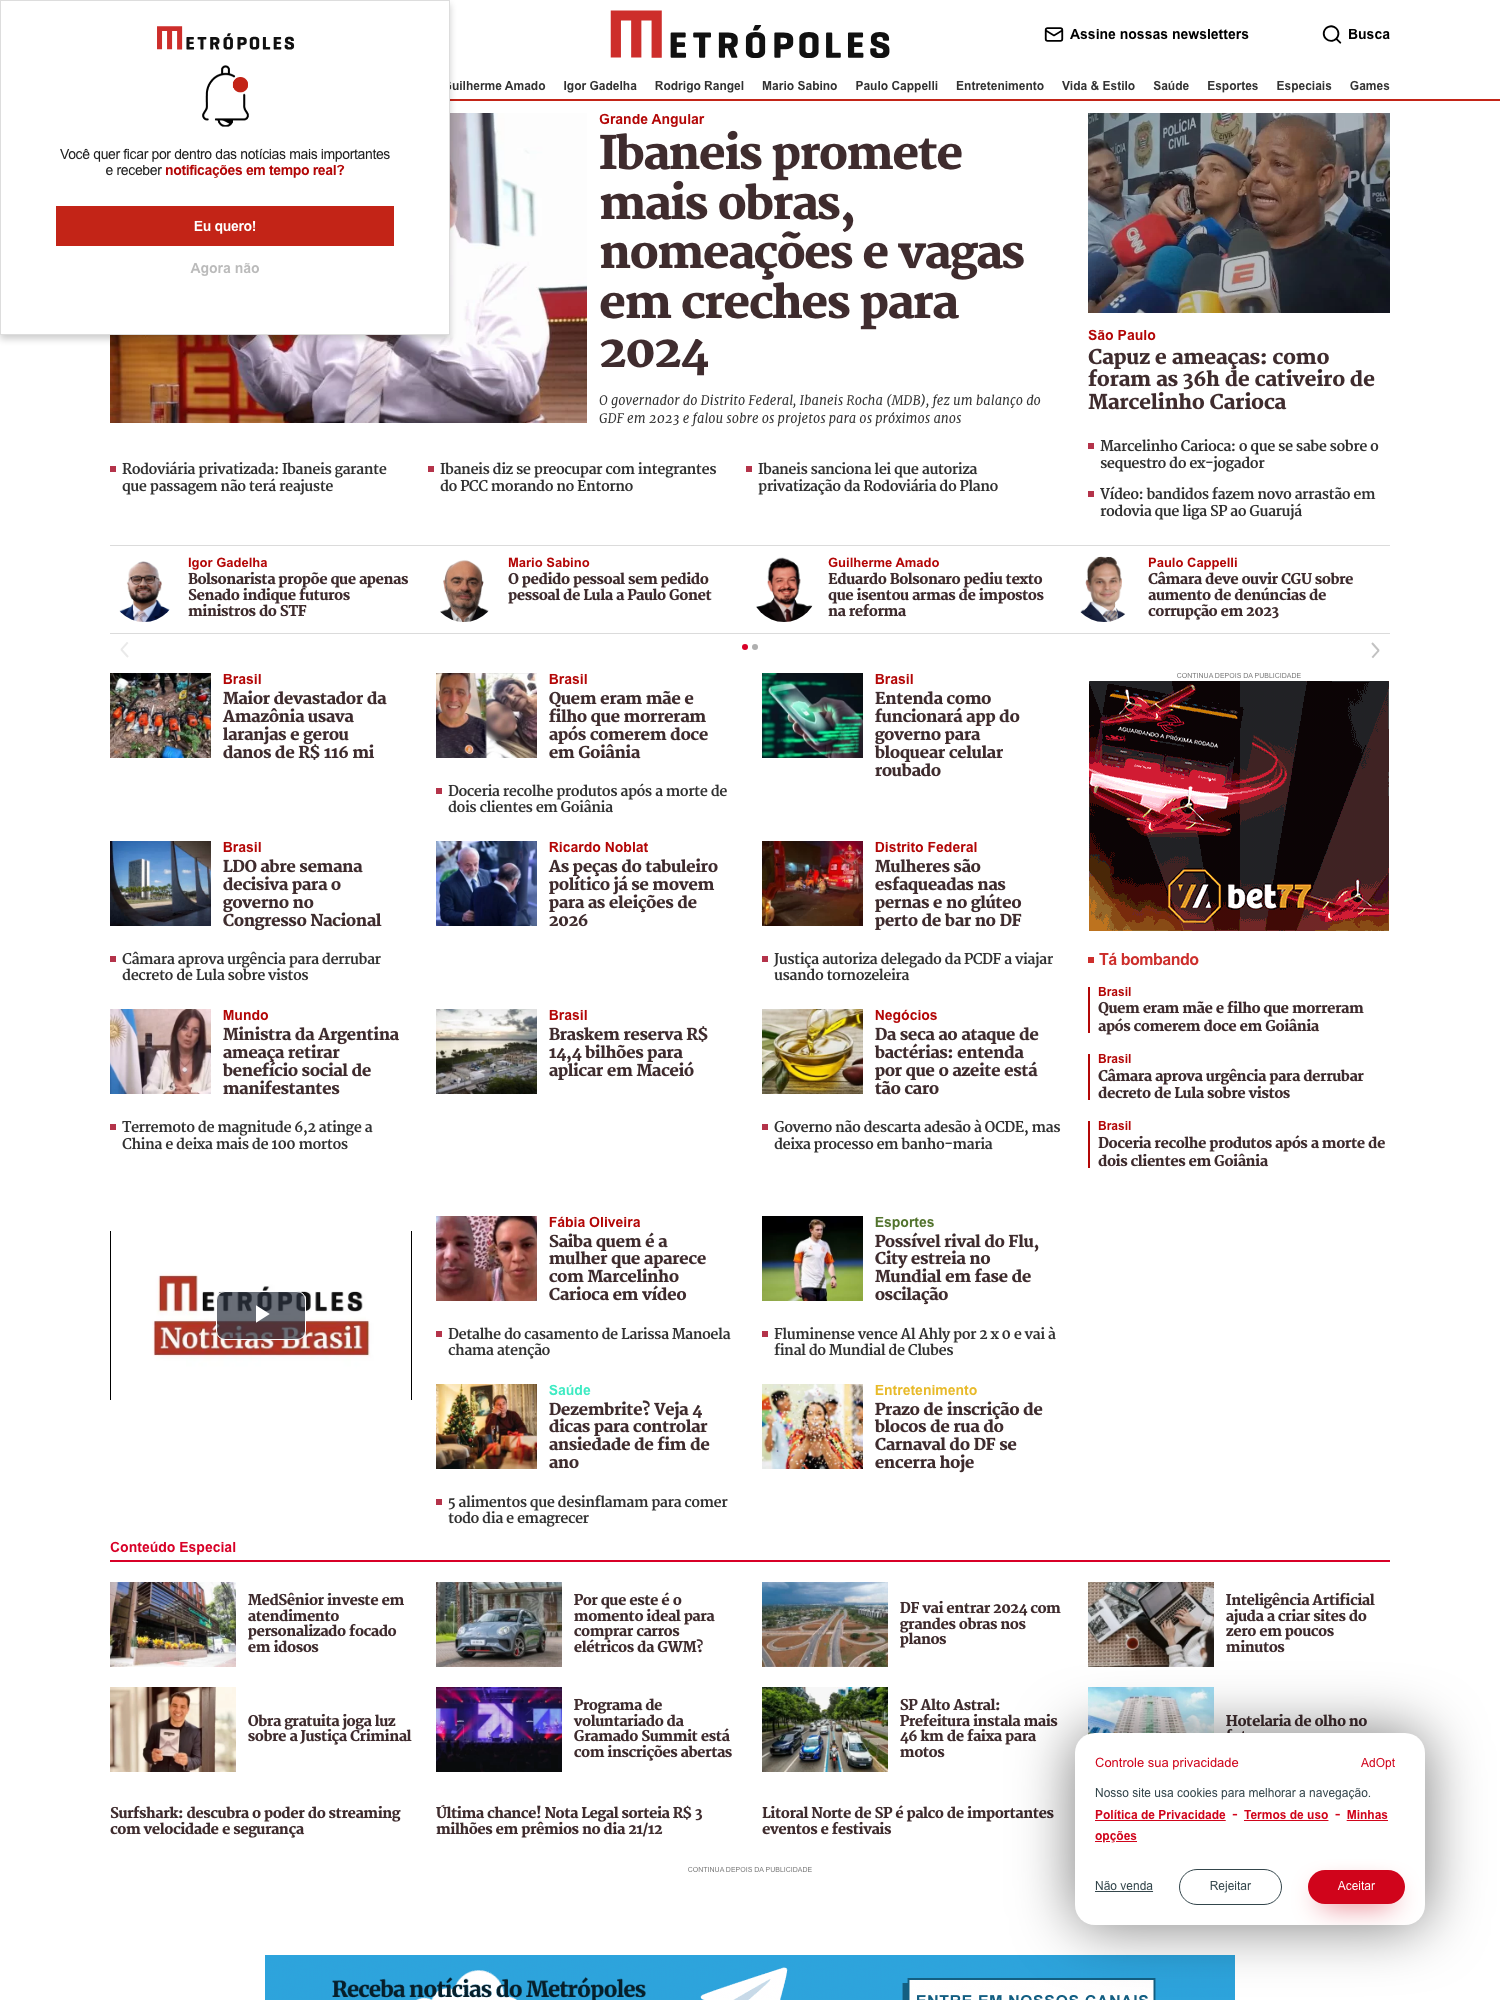 METRÓPOLES
Você quer ficar por dentro das notícias mais importantes
e receber notificações em tempo real?
Eu quero!
Agora não
METRÓPOLES
Assine nossas newsletters
Busca
Guilherme Amado
Igor Gadelha
Rodrigo Rangel
Mario Sabino
Paulo Cappelli
Entretenimento
Vida & Estilo
Saúde
Esportes
Especiais
Games
Grande Angular
Ibaneis promete
mais obras,
nomeações e vagas
em creches para
2024
O governador do Distrito Federal, Ibaneis Rocha (MDB), fez um balanço do
GDF em 2023 e falou sobre os projetos para os próximos anos
POLÍCIA
CIVIL
São Paulo
Capuz e ameaças: como
foram as 36h de cativeiro de
Marcelinho Carioca
Marcelinho Carioca: o que se sabe sobre o
sequestro do ex-jogador
Vídeo: bandidos fazem novo arrastão em
rodovia que liga SP ao Guarujá
Rodoviária privatizada: Ibaneis garante
que passagem não terá reajuste
Ibaneis diz se preocupar com integrantes
do PCC morando no Entorno
Ibaneis sanciona lei que autoriza
privatização da Rodoviária do Plano
Igor Gadelha
Bolsonarista propõe que apenas
Senado indique futuros
ministros do STF
Mario Sabino
O pedido pessoal sem pedido
pessoal de Lula a Paulo Gonet
Guilherme Amado
Eduardo Bolsonaro pediu texto
que isentou armas de impostos
na reforma
Paulo Cappelli
Câmara deve ouvir CGU sobre
aumento de denúncias de
corrupção em 2023
Brasil
Maior devastador da
Amazônia usava
laranjas e gerou
danos de R$ 116 mi
Brasil
Quem eram mãe e
filho que morreram
após comerem doce
em Goiânia
Doceria recolhe produtos após a morte de
dois clientes em Goiânia
Brasil
Entenda como
funcionará app do
governo para
bloquear celular
roubado
CONTINUA DEPOIS DA PUBLICIDADE
AGUARDANDO A PRÓXIMA RODADA
bet77
Brasil
LDO abre semana
decisiva para o
governo no
Congresso Nacional
Câmara aprova urgência para derrubar
decreto de Lula sobre vistos
Ricardo Noblat
As peças do tabuleiro
político já se movem
para as eleições de
2026
Distrito Federal
Mulheres são
esfaqueadas nas
pernas e no glúteo
perto de bar no DF
Justiça autoriza delegado da PCDF a viajar
usando tornozeleira
Tá bombando
Brasil
Quem eram mãe e filho que morreram
após comerem doce em Goiânia
Brasil
Câmara aprova urgência para derrubar
decreto de Lula sobre vistos
Brasil
Doceria recolhe produtos após a morte de
dois clientes em Goiânia
Mundo
Ministra da Argentina
ameaça retirar
benefício social de
manifestantes
Terremoto de magnitude 6,2 atinge a
China e deixa mais de 100 mortos
Brasil
Braskem reserva R$
14,4 bilhões para
aplicar em Maceió
Negócios
Da seca ao ataque de
bactérias: entenda
por que o azeite está
tão caro
Governo não descarta adesão à OCDE, mas
deixa processo em banho-maria
METRÓPOLES
Notícias Brasil
Fábia Oliveira
Saiba quem é a
mulher que aparece
com Marcelinho
Carioca em vídeo
Detalhe do casamento de Larissa Manoela
chama atenção
Esportes
Possível rival do Flu,
City estreia no
Mundial em fase de
oscilação
Fluminense vence Al Ahly por 2 x 0 e vai à
final do Mundial de Clubes
Saúde
Dezembrite? Veja 4
dicas para controlar
ansiedade de fim de
ano
5 alimentos que desinflamam para comer
todo dia e emagrecer
Entretenimento
Prazo de inscrição de
blocos de rua do
Carnaval do DF se
encerra hoje
Conteúdo Especial
MedSênior investe em
atendimento
personalizado focado
em idosos
Por que este é o
momento ideal para
comprar carros
elétricos da GWM?
DF vai entrar 2024 com
grandes obras nos
planos
Inteligência Artificial
ajuda a criar sites do
zero em poucos
minutos
Obra gratuita joga luz
sobre a Justiça Criminal
Programa de
voluntariado da
Gramado Summit está
com inscrições abertas
SP Alto Astral:
Prefeitura instala mais
46 km de faixa para
motos
Hotelaria de olho no
Surfshark: descubra o poder do streaming
com velocidade e segurança
Última chance! Nota Legal sorteia R$ 3
milhões em prêmios no dia 21/12
Litoral Norte de SP é palco de importantes
eventos e festivais
Controle sua privacidade
AdOpt
Nosso site usa cookies para melhorar a navegação.
Política de Privacidade - Termos de uso - Minhas
opções
Não venda
Rejeitar
Aceitar
CONTINUA DEPOIS DA PUBLICIDADE
Receba notícias do Metrópoles
ENTRE EM NOSSOS CANAIS